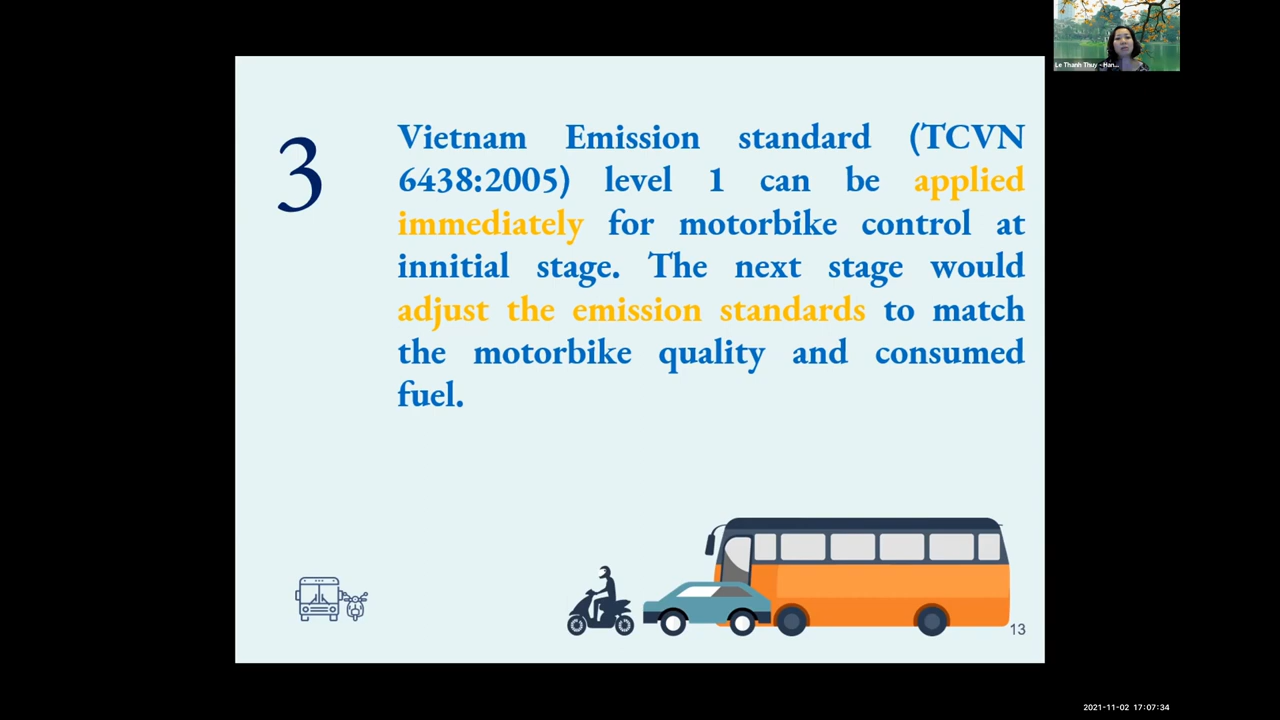 Le Thanh Thuy - Han...
3
Vietnam Emission standard (TCVN
6438:2005) level 1 can be applied
immediately for motorbike control at
innitial stage. The next stage would
adjust the emission standards to match
the motorbike quality and consumed
fuel.
13
2021-11-02 17:07:34